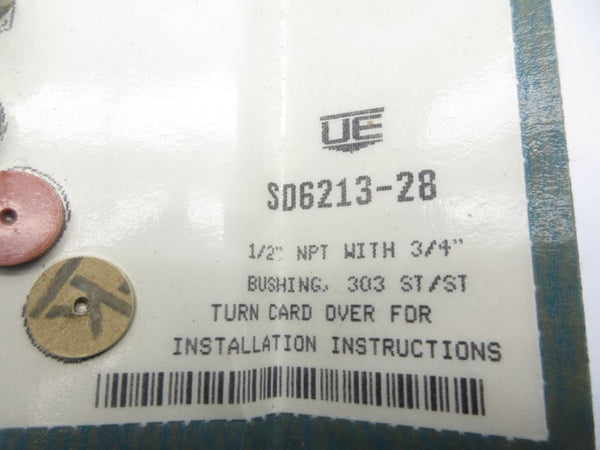 UE
SD6213-28
1/2" NPT WITH 3/4"
BUSHING, 303 ST/ST
TURN CARD OVER FOR
INSTALLATION INSTRUCTIONS